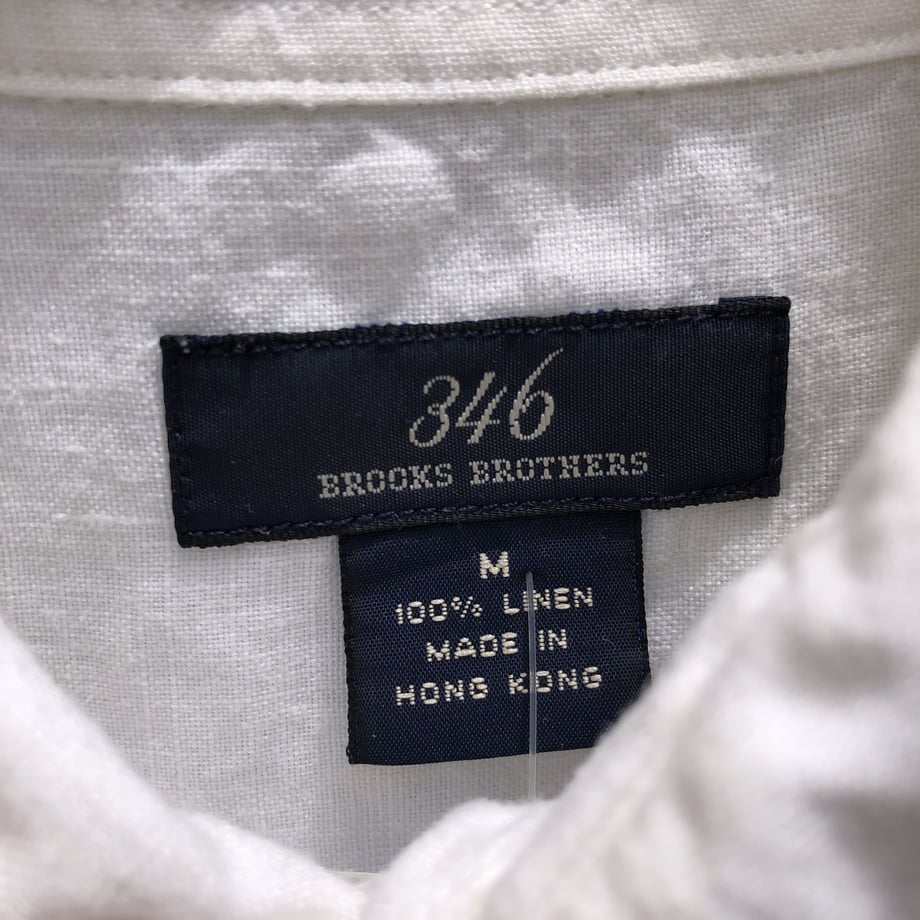 346
BROOKS BROTHERS
M
100% LINEN
MADE IN
HONG KONG